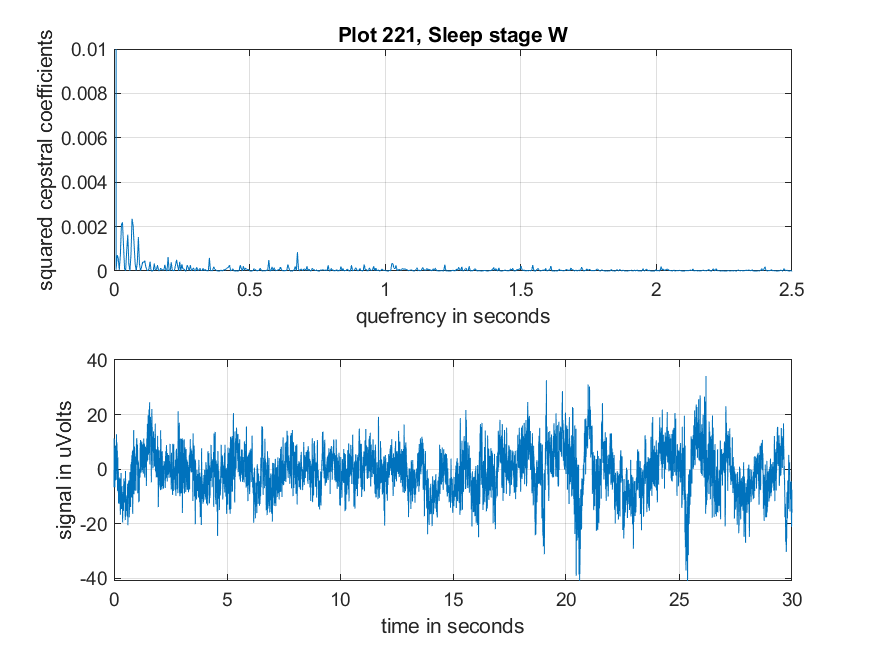 Plot 221, Sleep stage W
squared cepstral coefficients
0.01
0.008
0.006
0.004
0.002
0
0 0.5 1 1.5 2 2.5
quefrency in seconds
signal in uVolts
40
20
0
-20
-40
0 5 10 15 20 25 30
time in seconds